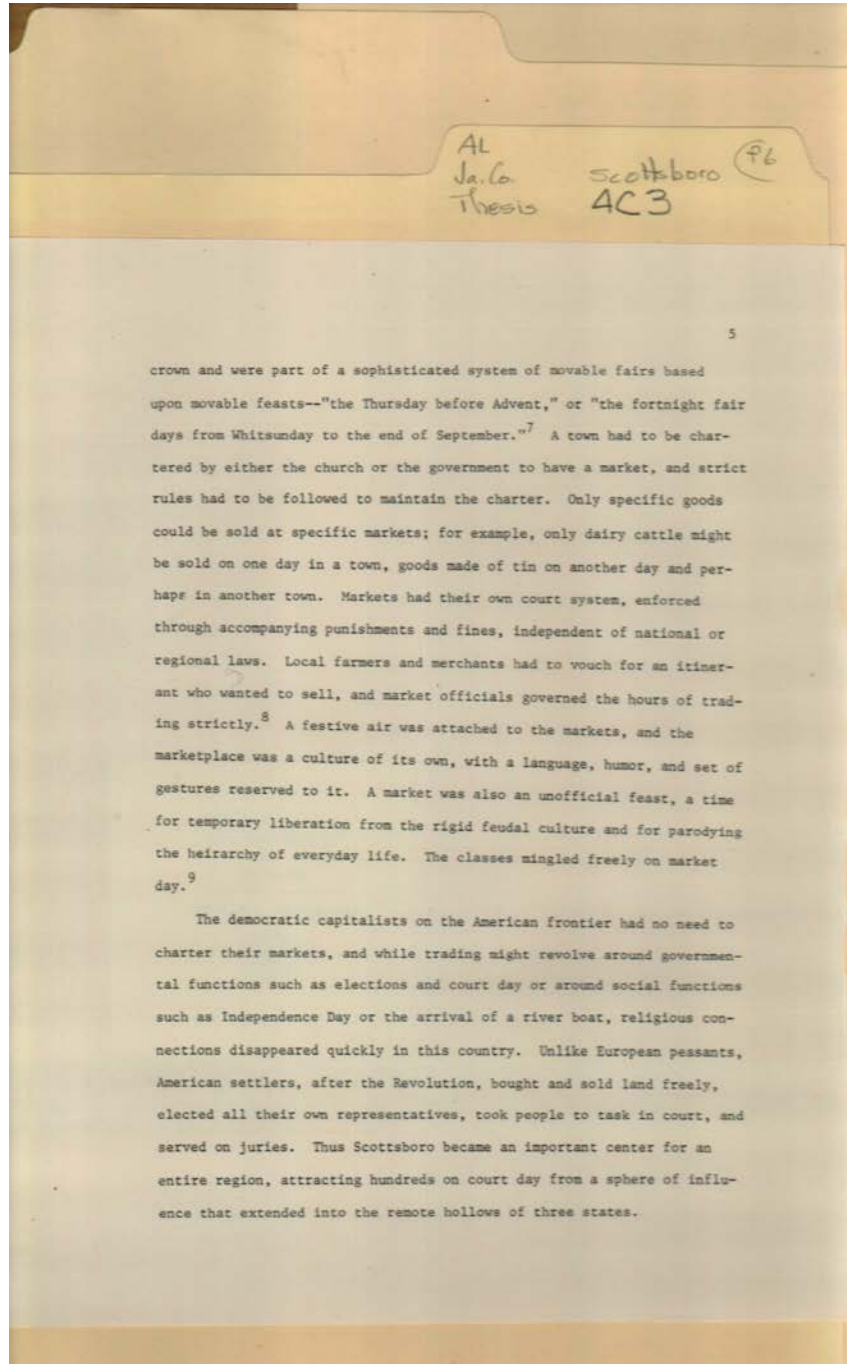 AL
Ja. Co. Scottsboro P6
Thesis 4C3
5
crown and were part of a sophisticated system of movable fairs based
upon movable feasts--"the Thursday before Advent," or "the fortnight fair
days from Whitsunday to the end of September."7 A town had to be char-
tered by either the church or the government to have a market, and strict
rules had to be followed to maintain the charter. Only specific goods
could be sold at specific markets; for example, only dairy cattle might
be sold on one day in a town, goods made of tin on another day and per-
haps in another town. Markets had their own court system, enforced
through accompanying punishments and fines, independent of national or
regional laws. Local farmers and merchants had to vouch for an itiner-
ant who wanted to sell, and market officials governed the hours of trad-
ing strictly.8 A festive air was attached to the markets, and the
marketplace was a culture of its own, with a language, humor, and set of
gestures reserved to it. A market was also an unofficial feast, a time
for temporary liberation from the rigid feudal culture and for parodying
the heirarchy of everyday life. The classes mingled freely on market
day.9
The democratic capitalists on the American frontier had no need to
charter their markets, and while trading might revolve around governmen-
tal functions such as elections and court day or around social functions
such as Independence Day or the arrival of a river boat, religious con-
nections disappeared quickly in this country. Unlike European peasants,
American settlers, after the Revolution, bought and sold land freely,
elected all their own representatives, took people to task in court, and
served on juries. Thus Scottsboro became an important center for an
entire region, attracting hundreds on court day from a sphere of influ-
ence that extended into the remote hollows of three states.